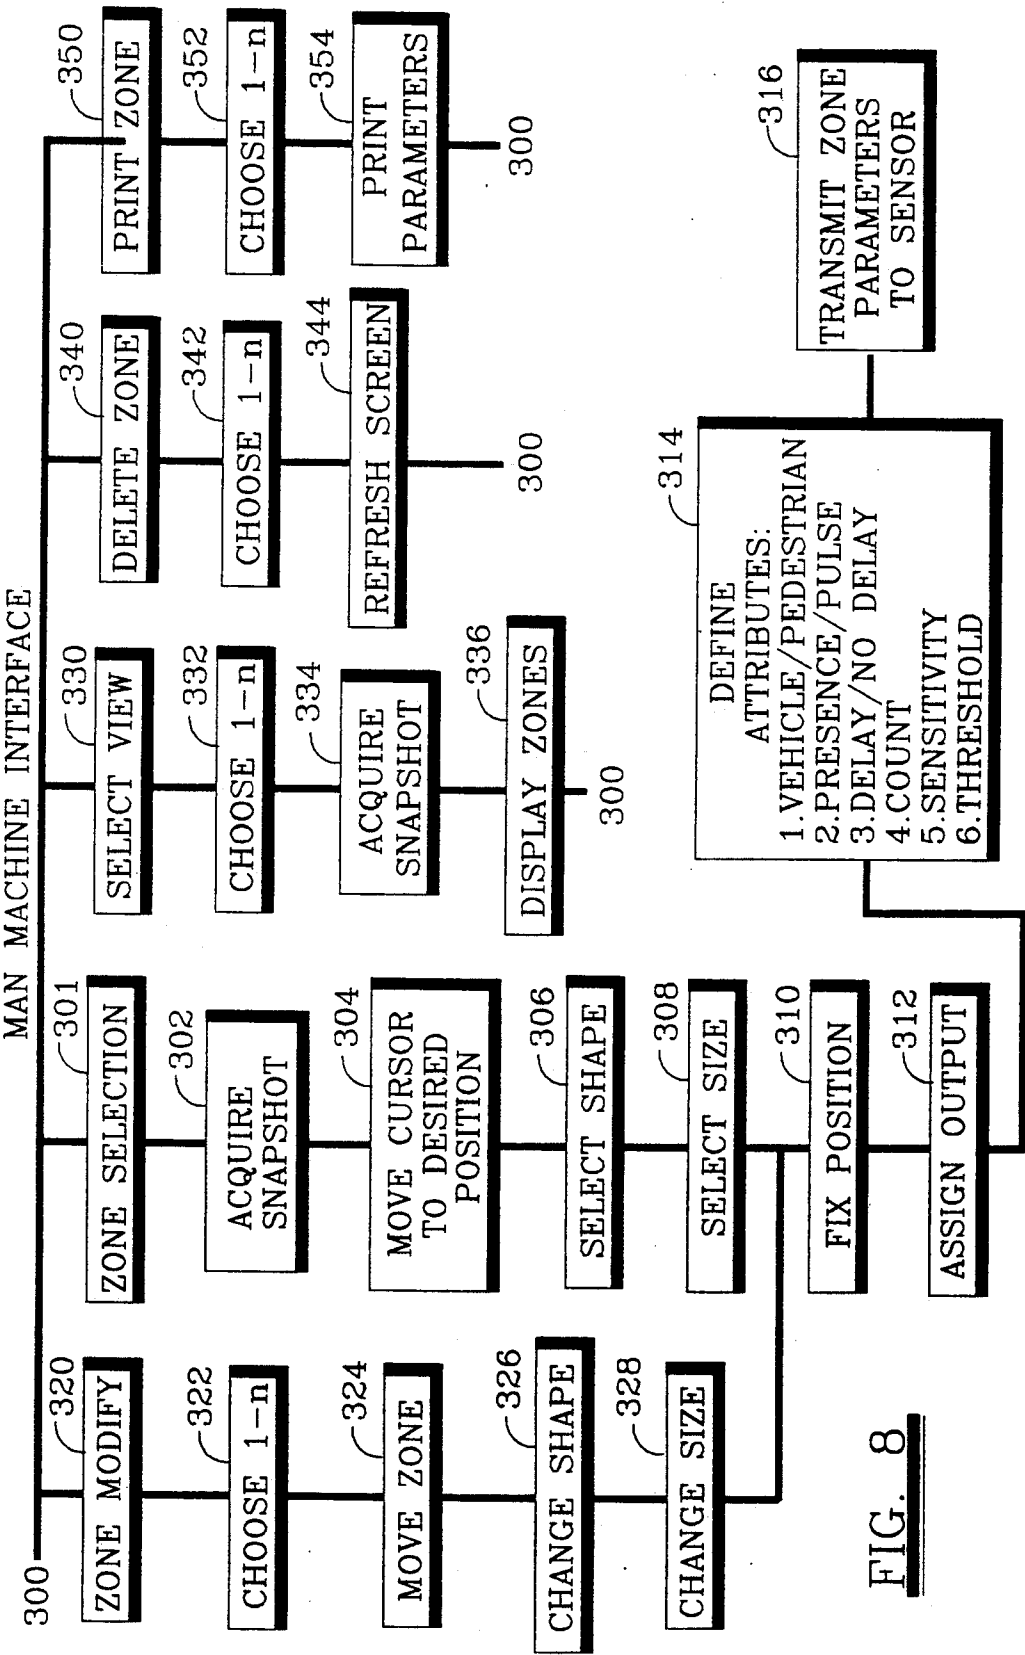 MAN MACHINE INTERFACE
300
320
ZONE MODIFY
322
CHOOSE 1-n
324
MOVE ZONE
326
CHANGE SHAPE
328
CHANGE SIZE
301
ZONE SELECTION
302
ACQUIRE
SNAPSHOT
304
MOVE CURSOR
TO DESIRED
POSITION
306
SELECT SHAPE
308
SELECT SIZE
310
FIX POSITION
312
ASSIGN OUTPUT
314
DEFINE
ATTRIBUTES:
1.VEHICLE/PEDESTRIAN
2.PRESENCE/PULSE
3.DELAY/NO DELAY
4.COUNT
5.SENSITIVITY
6.THRESHOLD
316
TRANSMIT ZONE
PARAMETERS
TO SENSOR
330
SELECT VIEW
332
CHOOSE 1-n
334
ACQUIRE
SNAPSHOT
336
DISPLAY ZONES
300
340
DELETE ZONE
342
CHOOSE 1-n
344
REFRESH SCREEN
300
350
PRINT ZONE
352
CHOOSE 1-n
354
PRINT
PARAMETERS
300
FIG. 8